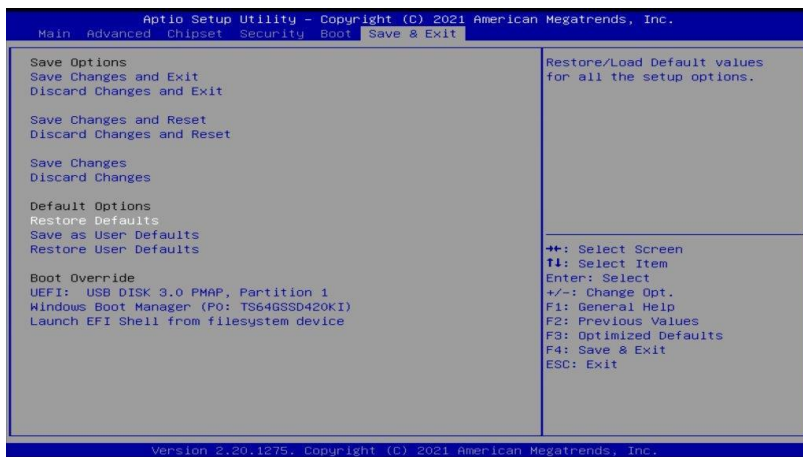 Aptio Setup Utility – Copyright (C) 2021 American Megatrends, Inc.
Main Advanced Chipset Security Boot Save & Exit
Save Options
Save Changes and Exit
Discard Changes and Exit
Save Changes and Reset
Discard Changes and Reset
Save Changes
Discard Changes
Default Options
Restore Defaults
Save as User Defaults
Restore User Defaults
Boot Override
UEFI: USB DISK 3.0 PMAP, Partition 1
Windows Boot Manager (P0: TS64GSSD420KI)
Launch EFI Shell from filesystem device
Restore/Load Default values
for all the setup options.
→←: Select Screen
↑↓: Select Item
Enter: Select
+/-: Change Opt.
F1: General Help
F2: Previous Values
F3: Optimized Defaults
F4: Save & Exit
ESC: Exit
Version 2.20.1275. Copyright (C) 2021 American Megatrends, Inc.